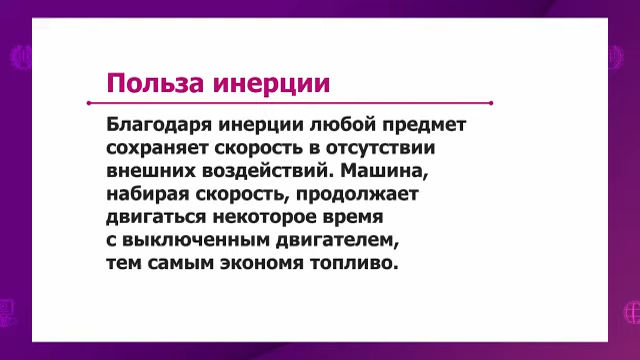 Польза инерции
Благодаря инерции любой предмет
сохраняет скорость в отсутствии
внешних воздействий. Машина,
набирая скорость, продолжает
двигаться некоторое время
с выключенным двигателем,
тем самым экономя топливо.